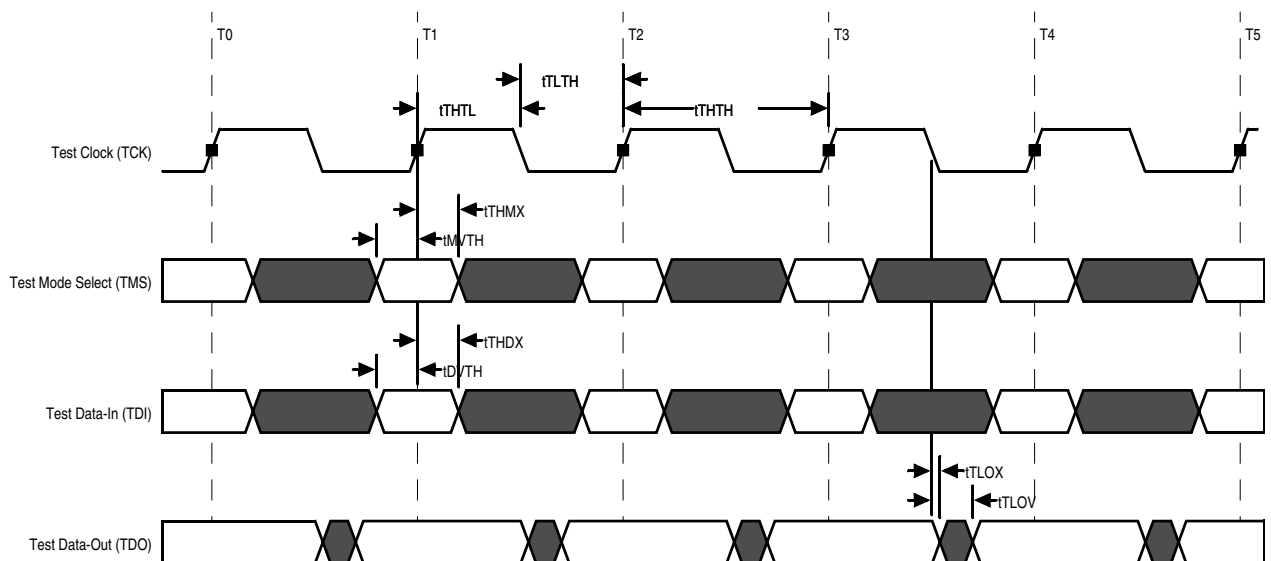 T0
T1
T2
T3
T4
T5
tTLTH
tTHTL
tTHTH
Test Clock (TCK)
tTHMX
tMVTH
Test Mode Select (TMS)
tTHDX
tDVTH
Test Data-In (TDI)
tTLOX
tTLOV
Test Data-Out (TDO)